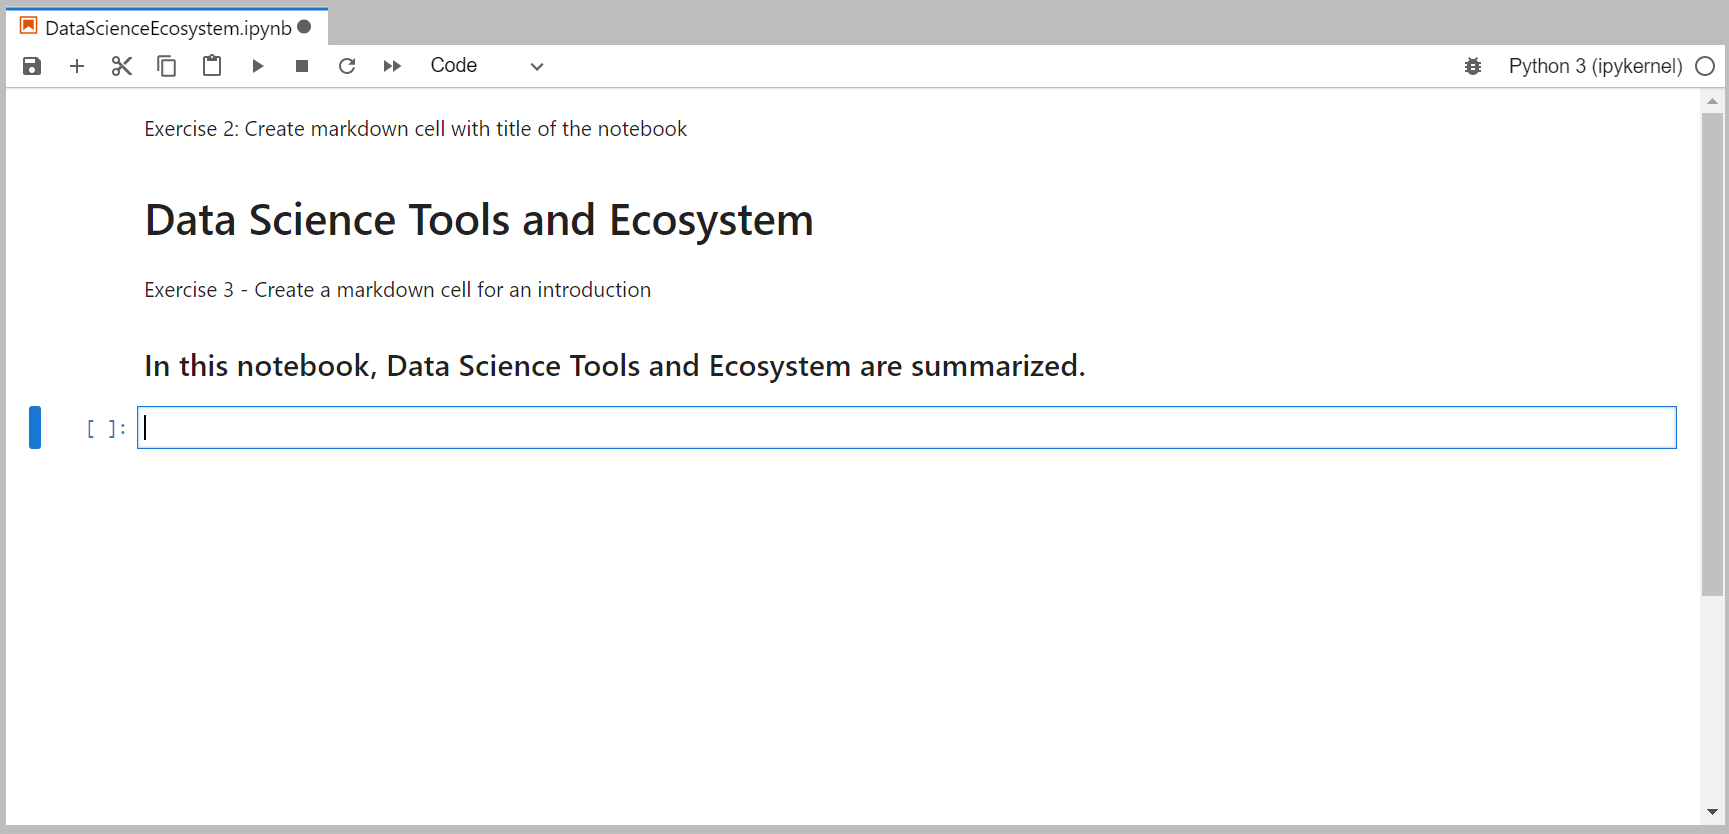 DataScienceEcosystem.ipynb
Code
Python 3 (ipykernel)
Exercise 2: Create markdown cell with title of the notebook
Data Science Tools and Ecosystem
Exercise 3 - Create a markdown cell for an introduction
In this notebook, Data Science Tools and Ecosystem are summarized.
[ ]: